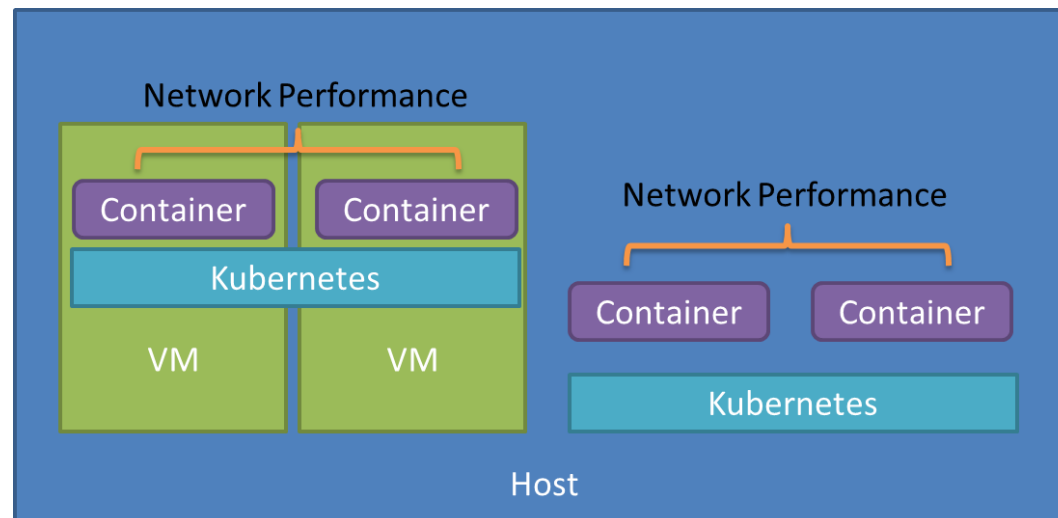 Network Performance
Container
Container
Kubernetes
VM
VM
Network Performance
Container
Container
Kubernetes
Host